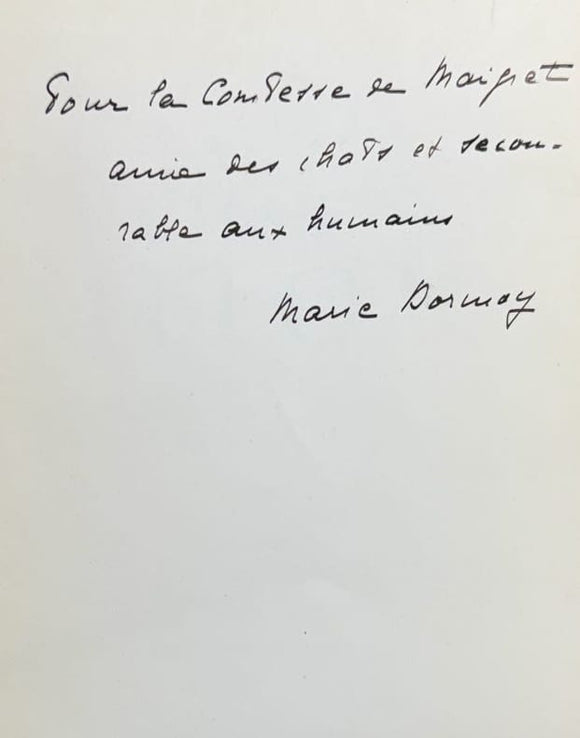 Pour la Comtesse de Maigret
amie des chats et secou-
rable aux humains
Marie Dormoy